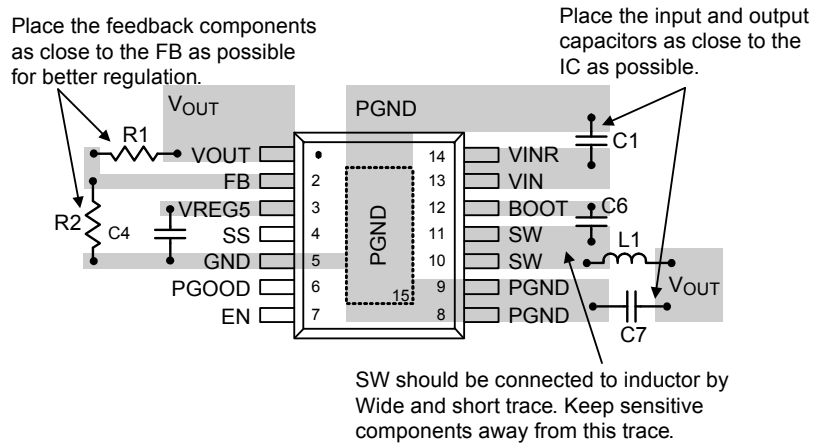 Place the feedback components
as close to the FB as possible
for better regulation.
Place the input and output
capacitors as close to the
IC as possible.
VOUT
PGND
R1
C1
VOUT
14
VINR
FB
2
13
VIN
R2
C4
VREG5
3
12
BOOT
C6
SS
4
PGND
11
SW
L1
GND
5
10
SW
VOUT
PGOOD
6
15
9
PGND
EN
7
8
PGND
C7
SW should be connected to inductor by
Wide and short trace. Keep sensitive
components away from this trace.